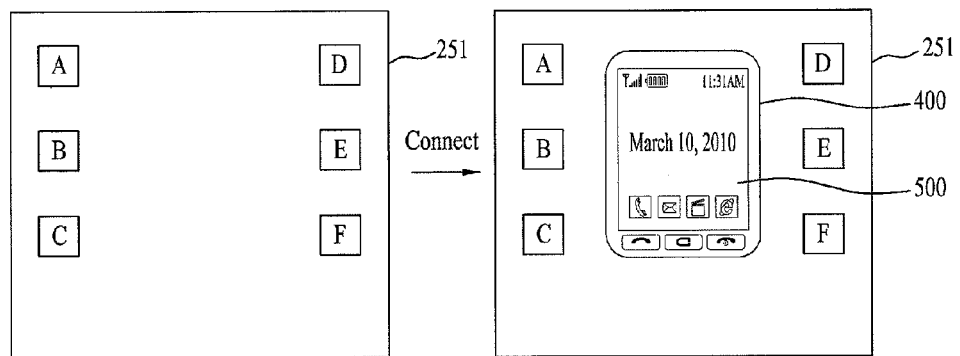 A
D
251
B
E
C
F
Connect
A
D
251
11:31AM
400
B
March 10, 2010
E
500
C
F